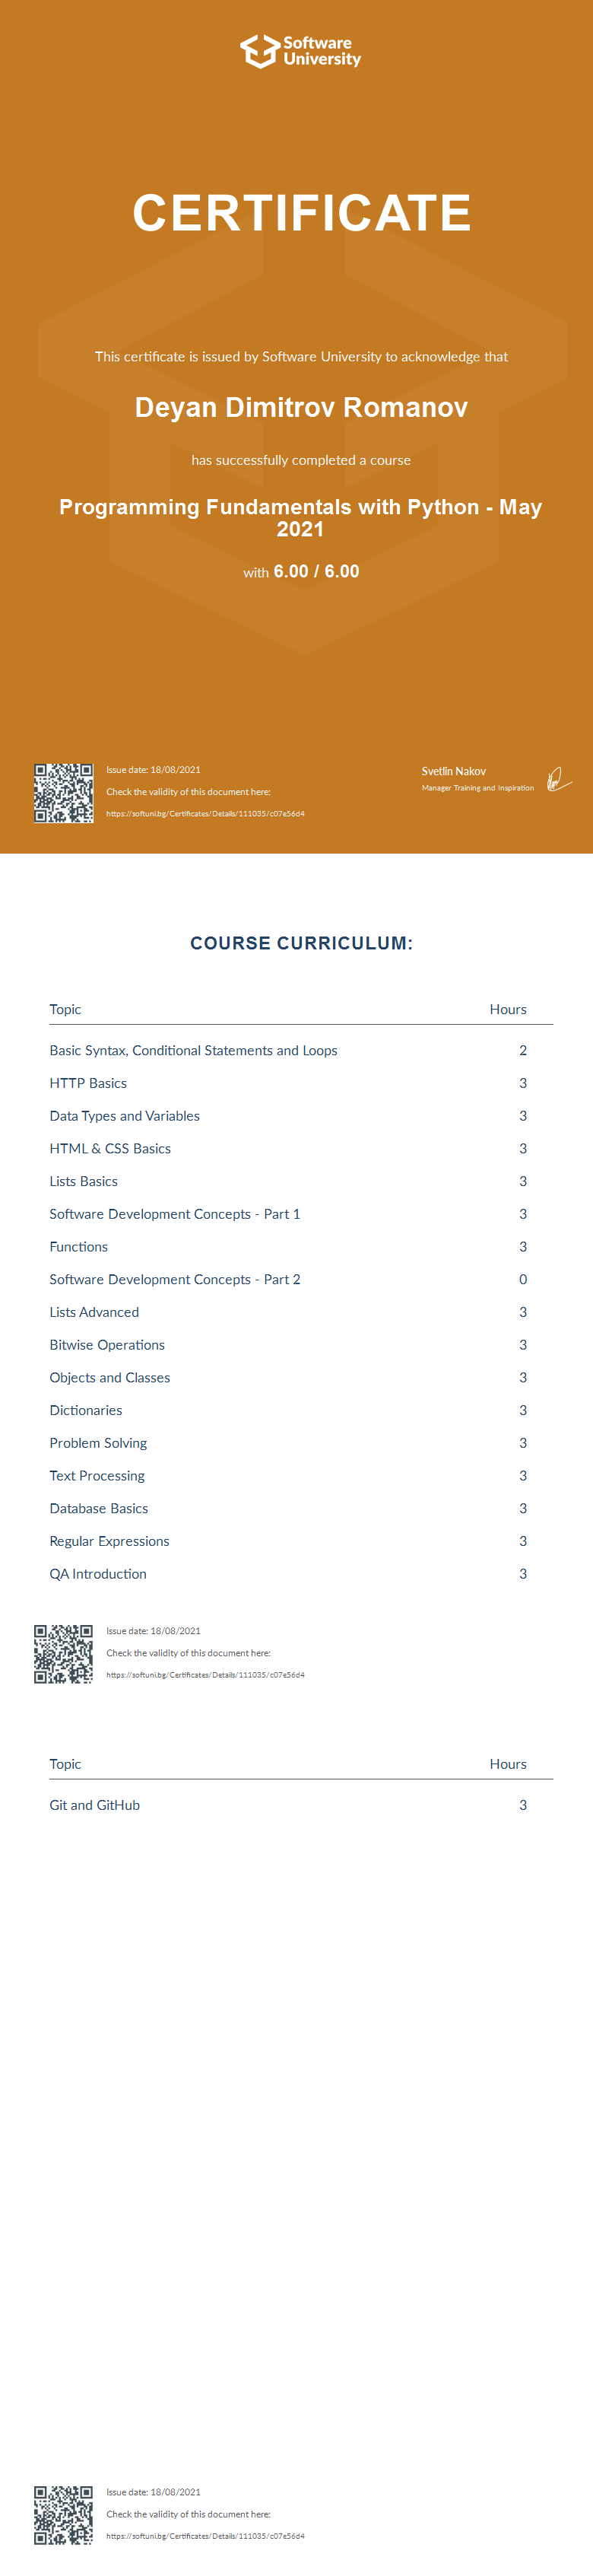 Software
University
CERTIFICATE
This certificate is issued by Software University to acknowledge that
Deyan Dimitrov Romanov
has successfully completed a course
Programming Fundamentals with Python - May
2021
with 6.00 / 6.00
Issue date: 18/08/2021
Check the validity of this document here:
https://softuni.bg/Certificates/Details/111035/c07e56d4
Svetlin Nakov
Manager Training and Inspiration
COURSE CURRICULUM:
Topic Hours
Basic Syntax, Conditional Statements and Loops 2
HTTP Basics 3
Data Types and Variables 3
HTML & CSS Basics 3
Lists Basics 3
Software Development Concepts - Part 1 3
Functions 3
Software Development Concepts - Part 2 0
Lists Advanced 3
Bitwise Operations 3
Objects and Classes 3
Dictionaries 3
Problem Solving 3
Text Processing 3
Database Basics 3
Regular Expressions 3
QA Introduction 3
Issue date: 18/08/2021
Check the validity of this document here:
https://softuni.bg/Certificates/Details/111035/c07e56d4
Topic Hours
Git and GitHub 3
Issue date: 18/08/2021
Check the validity of this document here:
https://softuni.bg/Certificates/Details/111035/c07e56d4